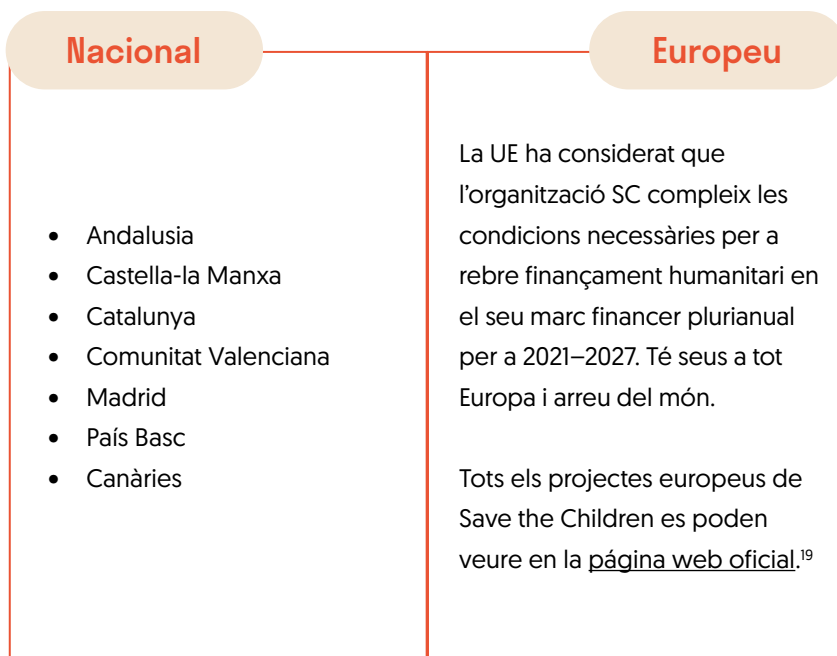 Nacional
Europeu
• Andalusia
• Castella-la Manxa
• Catalunya
• Comunitat Valenciana
• Madrid
• País Basc
• Canàries
La UE ha considerat que
l’organització SC compleix les
condicions necessàries per a
rebre finançament humanitari en
el seu marc financer plurianual
per a 2021–2027. Té seus a tot
Europa i arreu del món.
Tots els projectes europeus de
Save the Children es poden
veure en la página web oficial.¹⁹